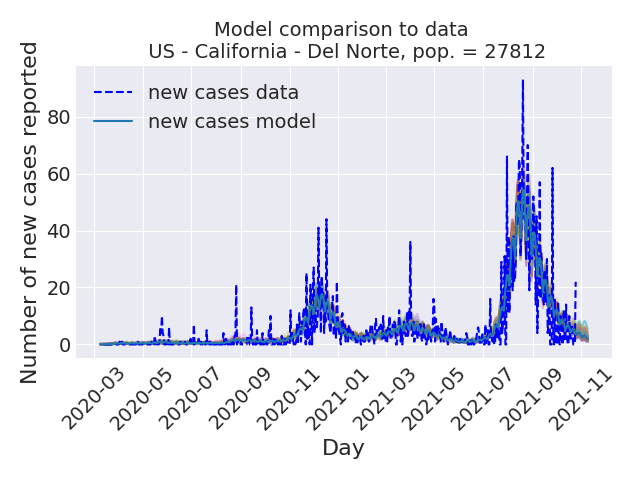 Model comparison to data
US - California - Del Norte, pop. = 27812
new cases data
new cases model
Number of new cases reported
80
60
40
20
0
2020-03
2020-05
2020-07
2020-09
2020-11
2021-01
2021-03
2021-05
2021-07
2021-09
2021-11
Day